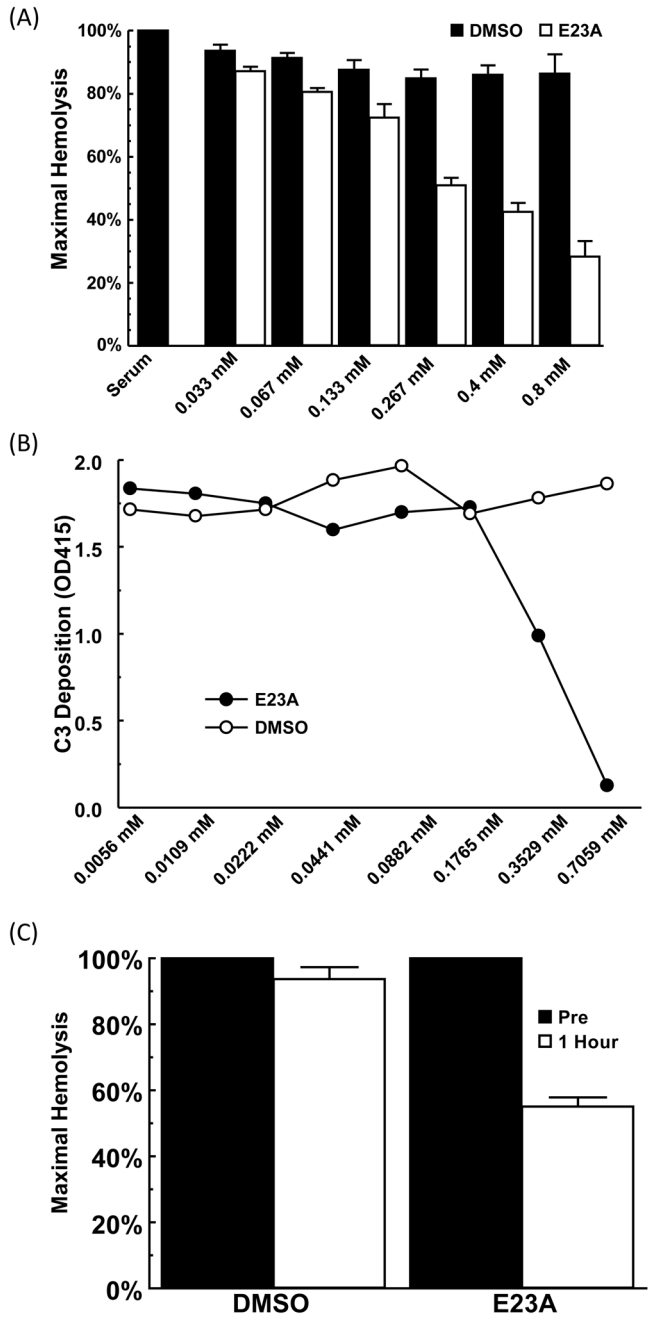 (A)
DMSO E23A
Maximal Hemolysis
100%
80%
60%
40%
20%
0%
Serum
0.033 mM
0.067 mM
0.133 mM
0.267 mM
0.4 mM
0.8 mM
(B)
C3 Deposition (OD415)
2.0
1.5
1.0
0.5
0.0
E23A
DMSO
0.0056 mM
0.0109 mM
0.0222 mM
0.0441 mM
0.0882 mM
0.1765 mM
0.3529 mM
0.7059 mM
(C)
Maximal Hemolysis
100%
80%
60%
40%
20%
0%
Pre
1 Hour
DMSO
E23A